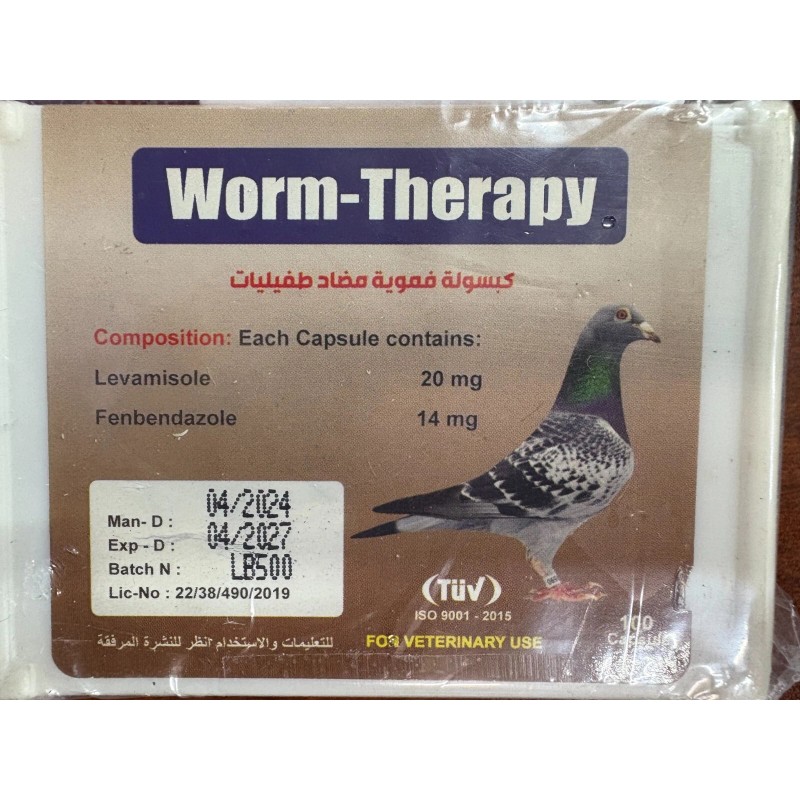 Worm-Therapy
كبسولة فموية مضاد طفيليات
Composition: Each Capsule contains:
Levamisole 20 mg
Fenbendazole 14 mg
Man- D : 04/2024
Exp - D : 04/2027
Batch N : LB500
Lic-No : 22/38/490/2019
TÜV
ISO 9001 - 2015
100
Capsule
للتعليمات والاستخدام انظر للنشرة المرفقة
FOR VETERINARY USE